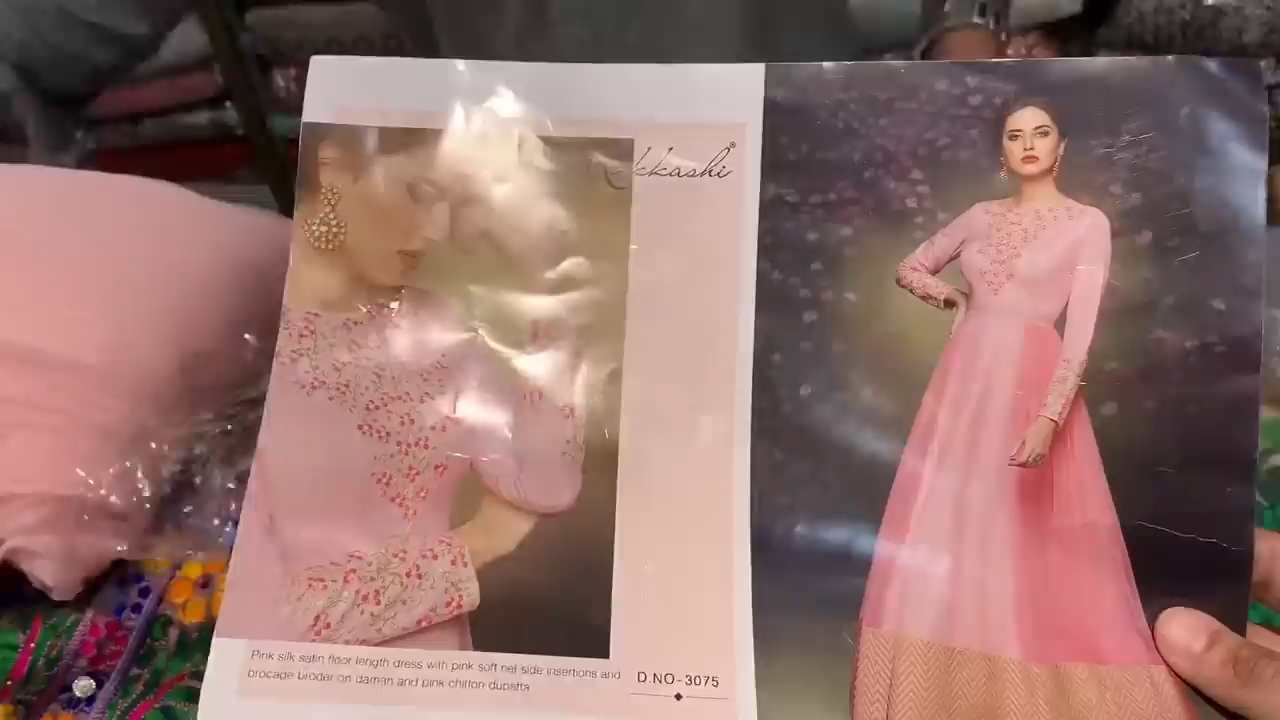 kkashi®
Pink silk satin floor length dress with pink soft net side insertions and
brocade broder on daman and pink chiffon dupatta
D.NO-3075